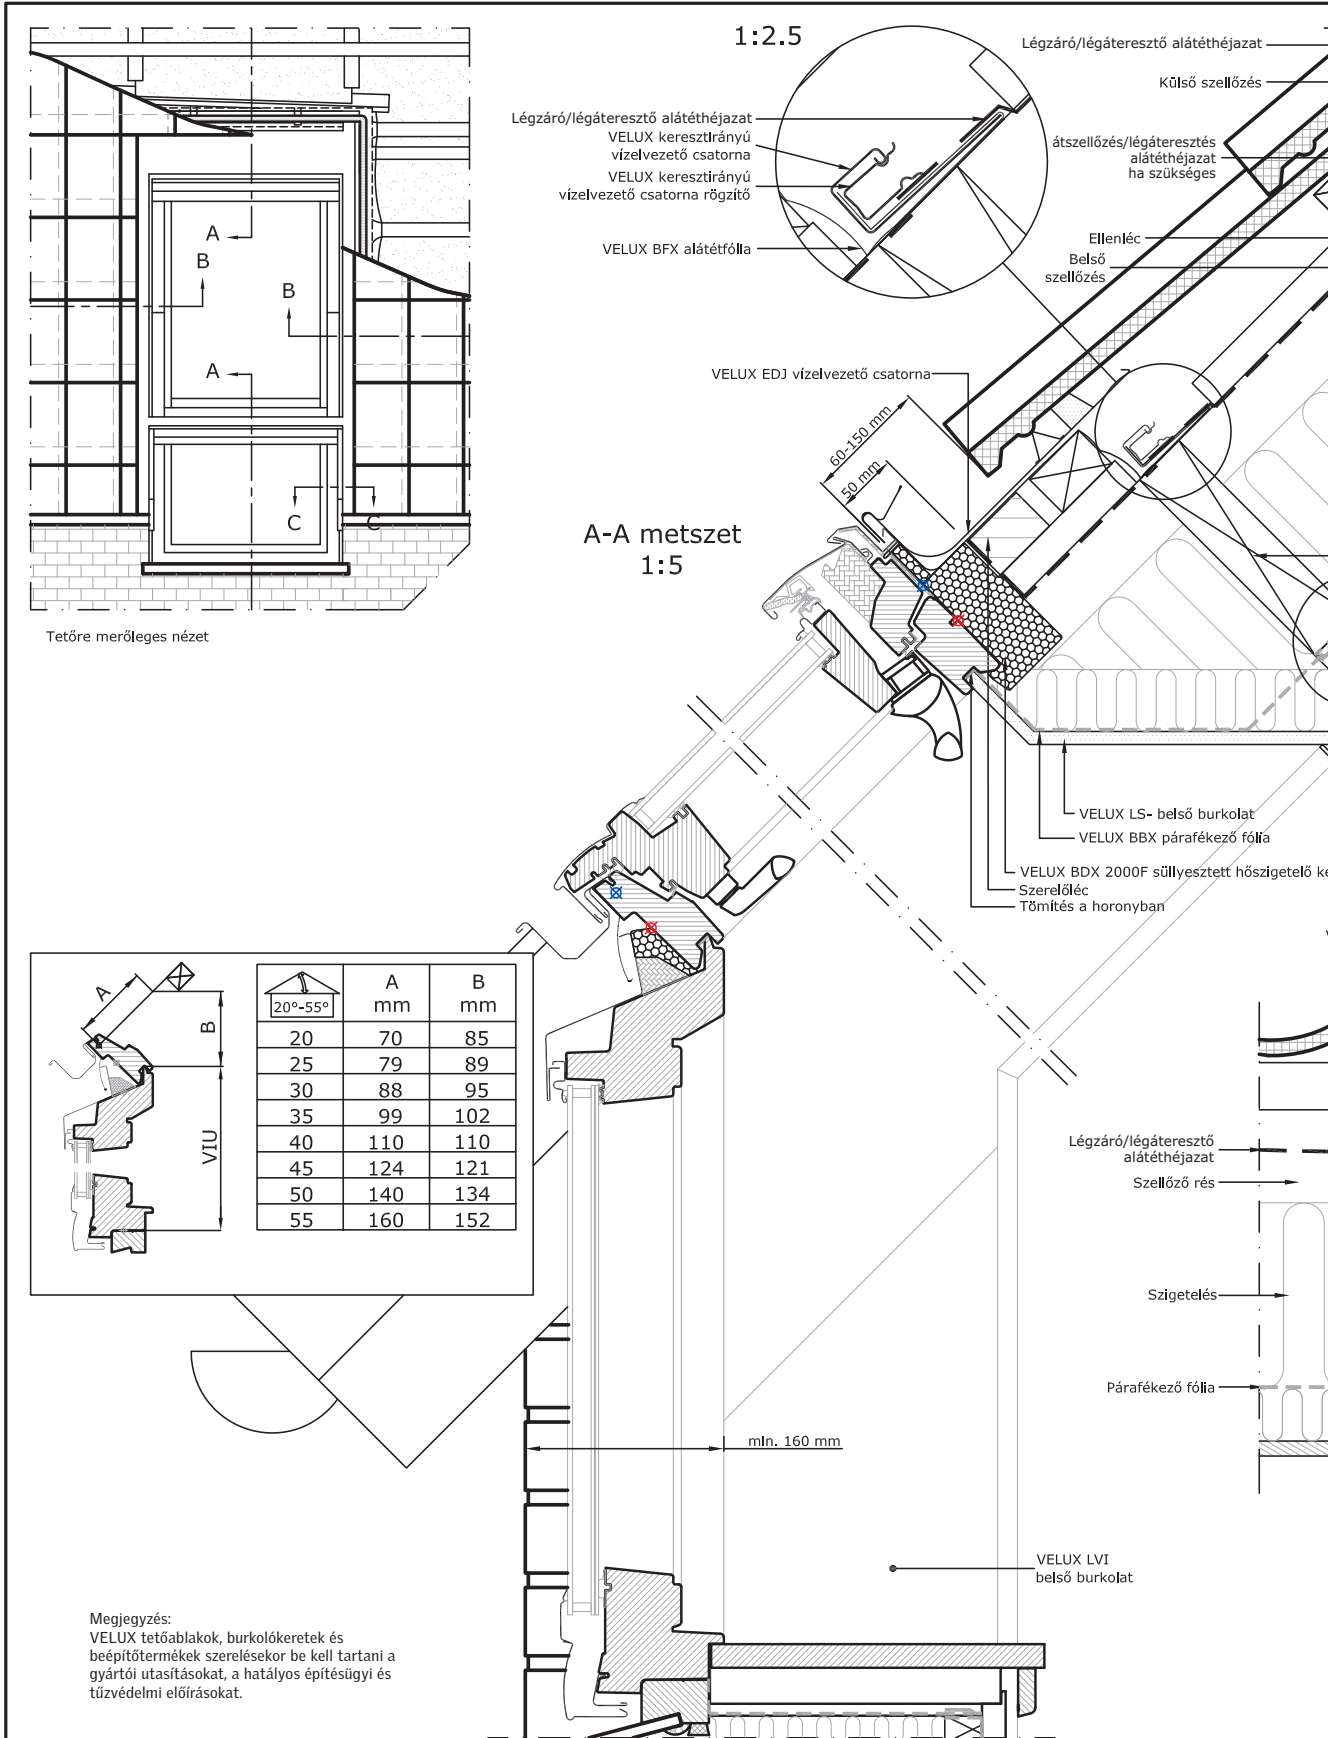 1:2.5
Légzáró/légáteresztő alátéthéjazat
Külső szellőzés
átszellőzés/légáteresztés
alátéthéjazat
ha szükséges
Ellenléc
Belső
szellőzés
Légzáró/légáteresztő alátéthéjazat
VELUX keresztirányú
vízelvezető csatorna
VELUX keresztirányú
vízelvezető csatorna rögzítő
VELUX BFX alátétfólia
A
B
B
A
C
C
Tetőre merőleges nézet
VELUX EDJ vízelvezető csatorna
60-150 mm
50 mm
A-A metszet
1:5
VELUX LS- belső burkolat
VELUX BBX párafékező fólia
VELUX BDX 2000F süllyesztett hőszigetelő
Szerelőléc
Tömítés a horonyban
A
B
VIU
20°-55°
A
mm
B
mm
20 70 85
25 79 89
30 88 95
35 99 102
40 110 110
45 124 121
50 140 134
55 160 152
Légzáró/légáteresztő
alátéthéjazat
Szellőző rés
Szigetelés
Párafékező fólia
min. 160 mm
VELUX LVI
belső burkolat
Megjegyzés:
VELUX tetőablakok, burkolókeretek és
beépítőtermékek szerelésekor be kell tartani a
gyártói utasításokat, a hatályos építésügyi és
tűzvédelmi előírásokat.